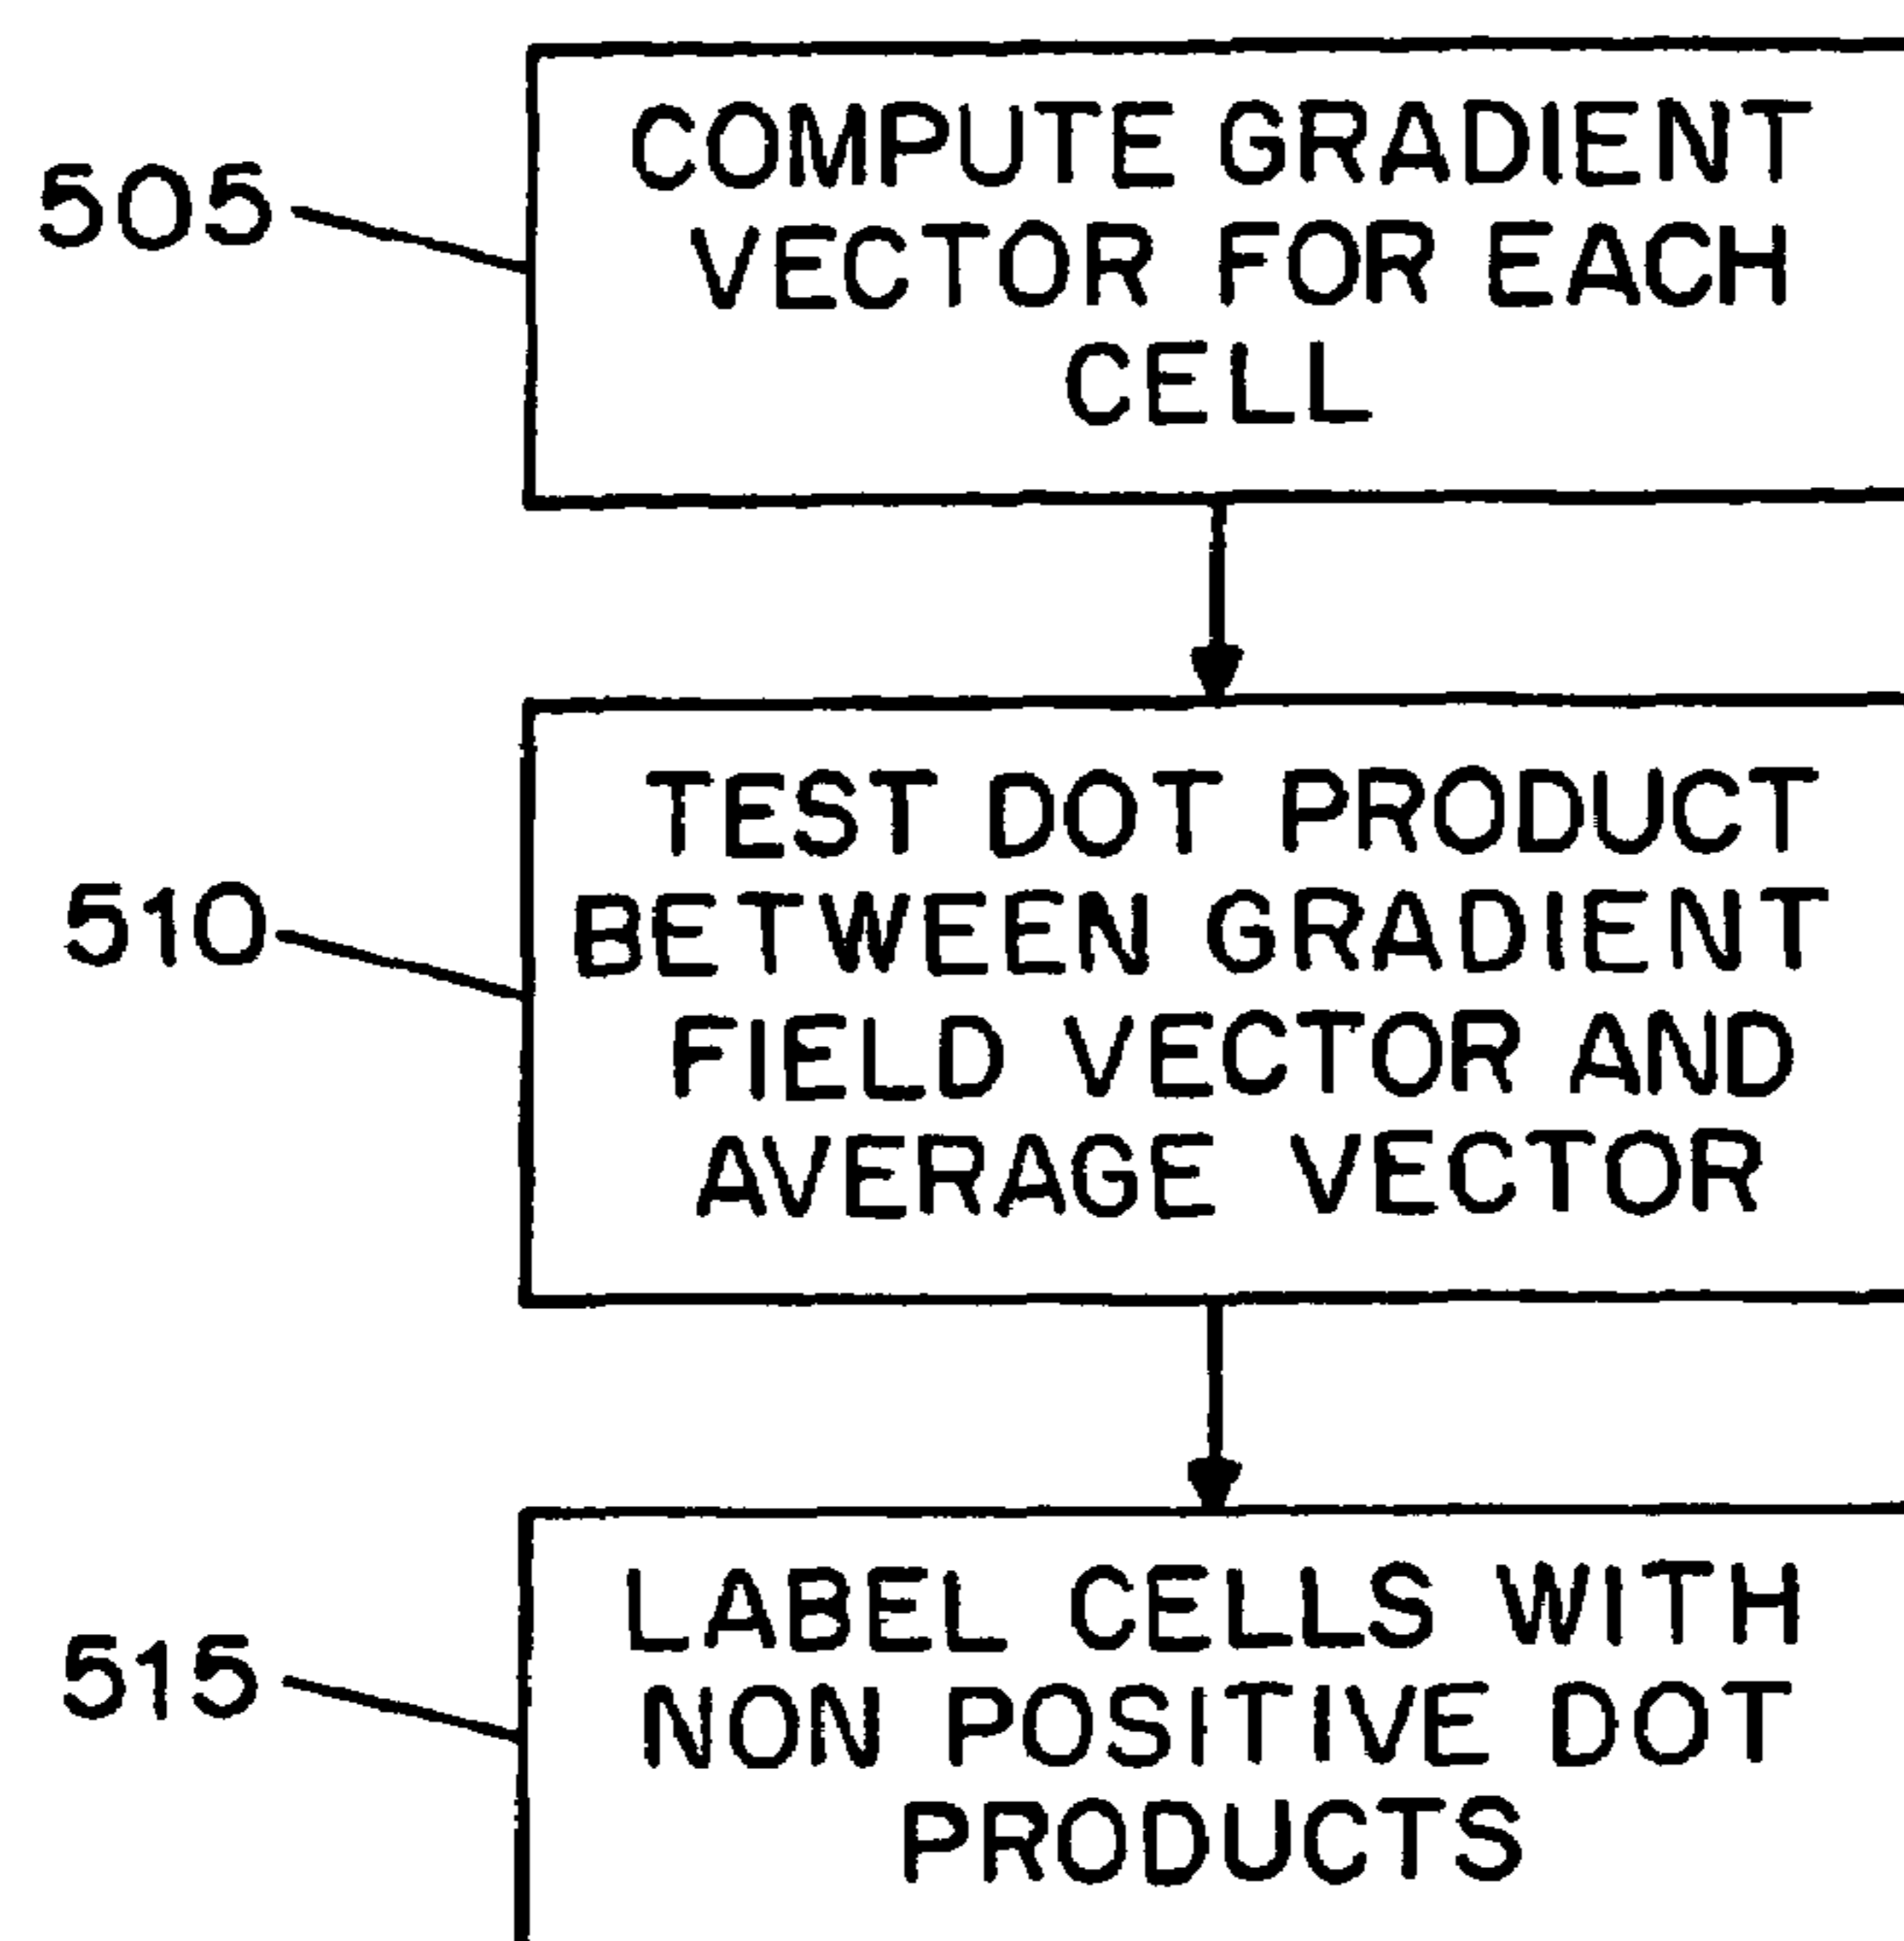 505
COMPUTE GRADIENT
VECTOR FOR EACH
CELL
510
TEST DOT PRODUCT
BETWEEN GRADIENT
FIELD VECTOR AND
AVERAGE VECTOR
515
LABEL CELLS WITH
NON POSITIVE DOT
PRODUCTS